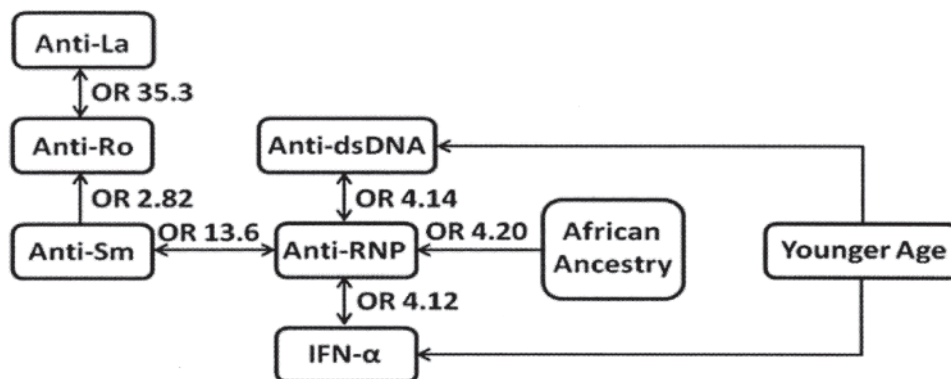 Anti-La
OR 35.3
Anti-Ro
Anti-dsDNA
OR 2.82
OR 4.14
Anti-Sm
OR 13.6
Anti-RNP
OR 4.20
African
Ancestry
Younger Age
OR 4.12
IFN-α